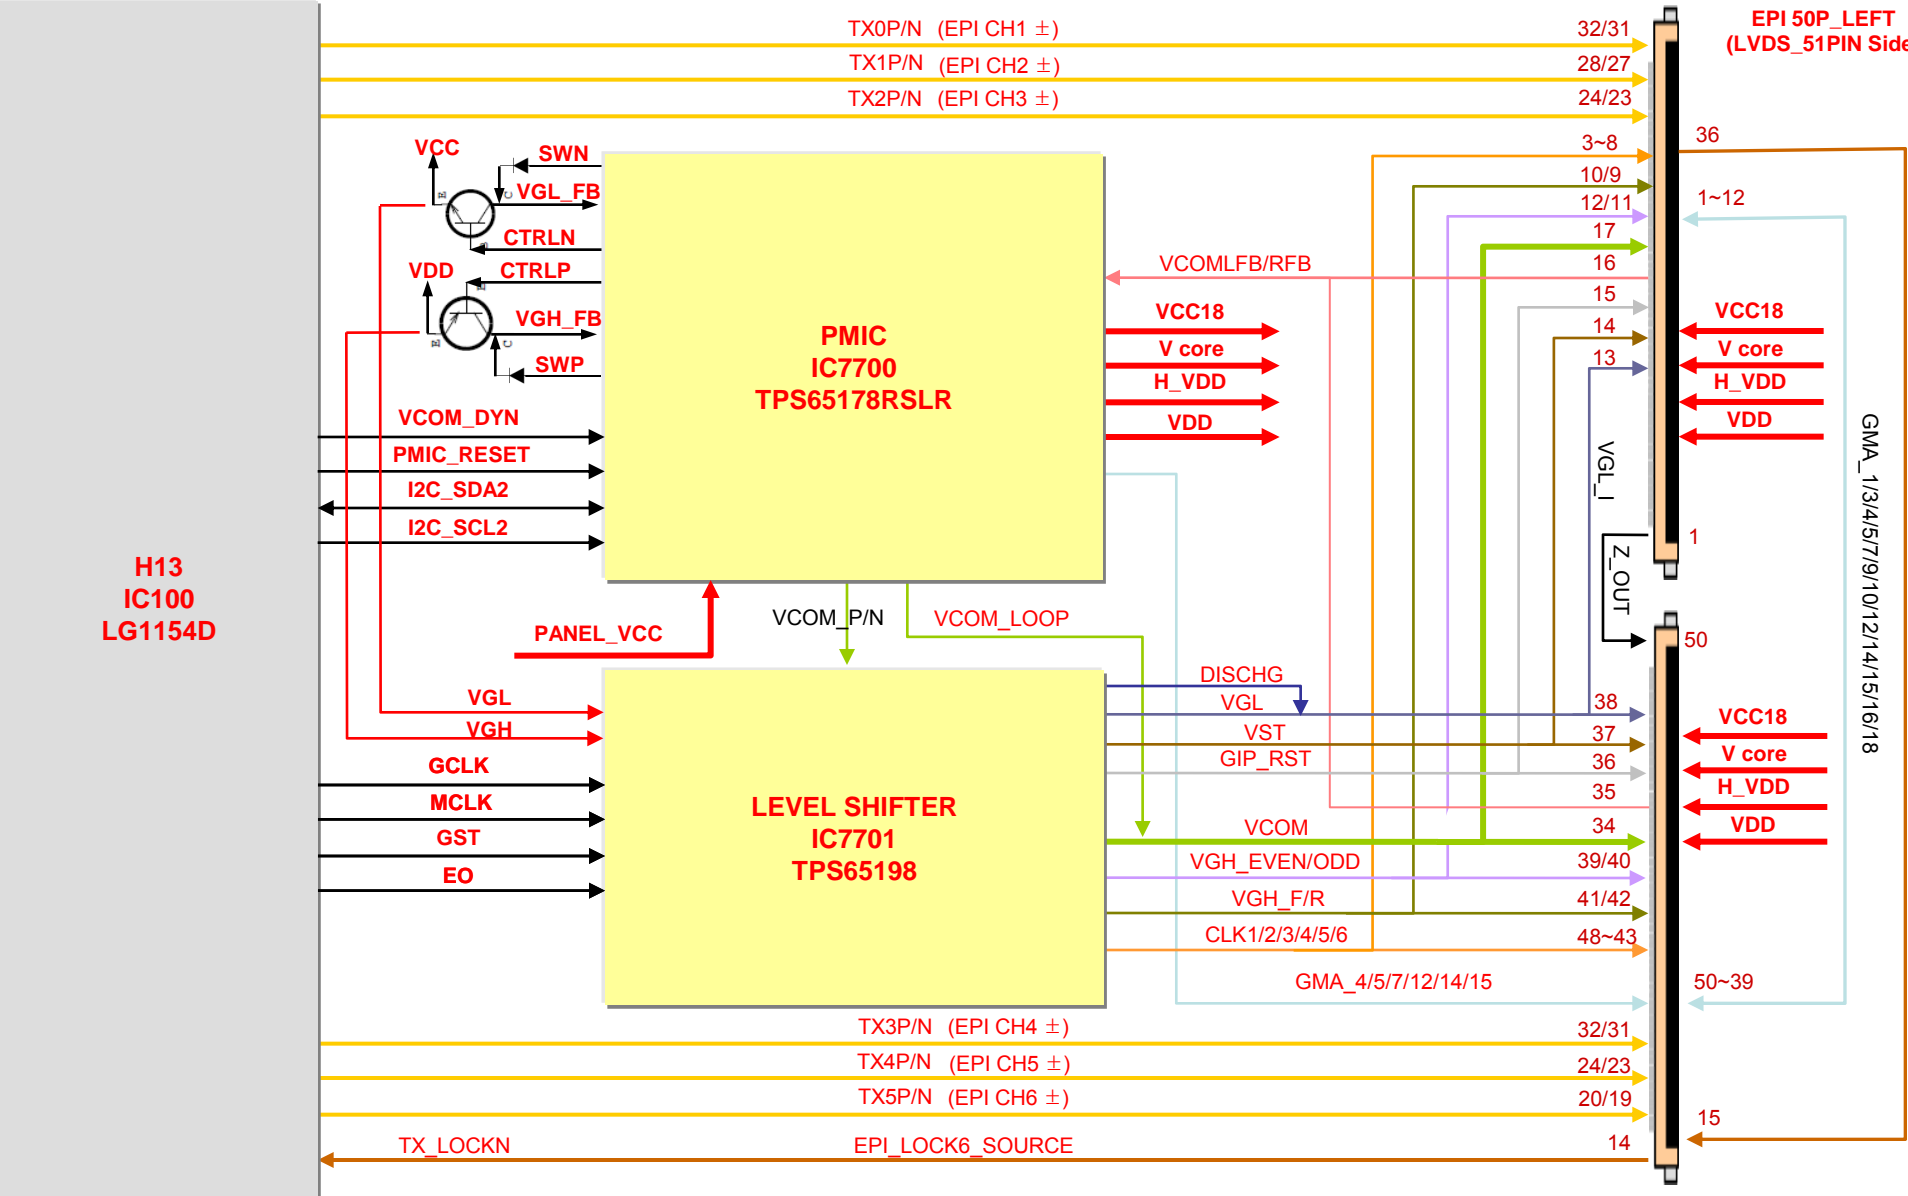 TX0P/N (EPI CH1 ±)
32/31
EPI 50P_LEFT
(LVDS_51PIN Side
TX1P/N (EPI CH2 ±)
28/27
TX2P/N (EPI CH3 ±)
24/23
3~8
36
10/9
1~12
12/11
17
16
15
14
13
VCC
SWN
E
C
VGL_FB
CTRLN
VDD
CTRLP
VGH_FB
E
C
SWP
VCOMLFB/RFB
PMIC
IC7700
TPS65178RSLR
VCC18
V core
H_VDD
VDD
VCC18
V core
H_VDD
VDD
VCOM_DYN
PMIC_RESET
I2C_SDA2
I2C_SCL2
VGL_I
GMA_1/3/4/5/7/9/10/12/14/15/16/18
1
Z_OUT
50
H13
IC100
LG1154D
PANEL_VCC
VCOM_P/N
VCOM_LOOP
VGL
VGH
GCLK
MCLK
GST
EO
LEVEL SHIFTER
IC7701
TPS65198
DISCHG
VGL
38
VST
37
GIP_RST
36
35
VCOM
34
VGH_EVEN/ODD
39/40
VGH_F/R
41/42
CLK1/2/3/4/5/6
48~43
VCC18
V core
H_VDD
VDD
GMA_4/5/7/12/14/15
50~39
TX3P/N (EPI CH4 ±)
32/31
TX4P/N (EPI CH5 ±)
24/23
TX5P/N (EPI CH6 ±)
20/19
15
TX_LOCKN
EPI_LOCK6_SOURCE
14